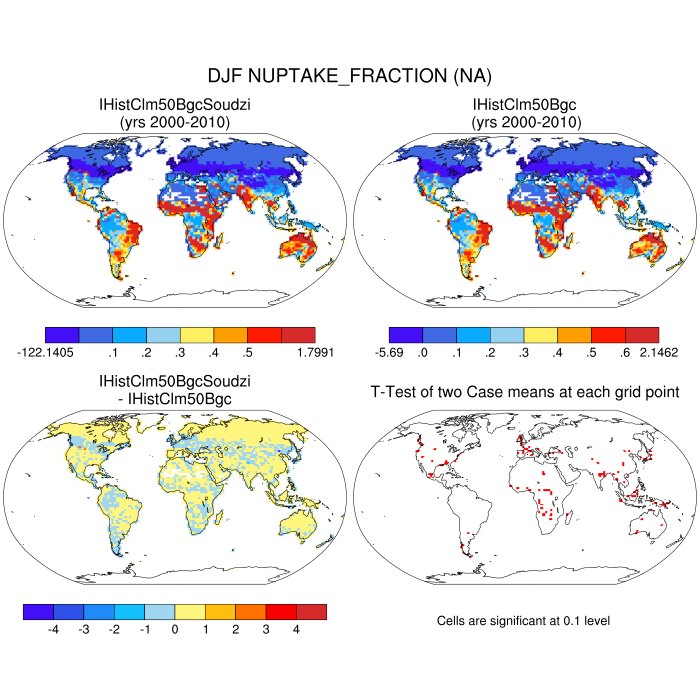 DJF NUPTAKE_FRACTION (NA)
IHistClm50BgcSoudzi
(yrs 2000-2010)
IHistClm50Bgc
(yrs 2000-2010)
-122.1405 .1 .2 .3 .4 .5 1.7991
-5.69 .0 .1 .2 .3 .4 .5 .6 2.1462
IHistClm50BgcSoudzi
- IHistClm50Bgc
T-Test of two Case means at each grid point
-4 -3 -2 -1 0 1 2 3 4
Cells are significant at 0.1 level